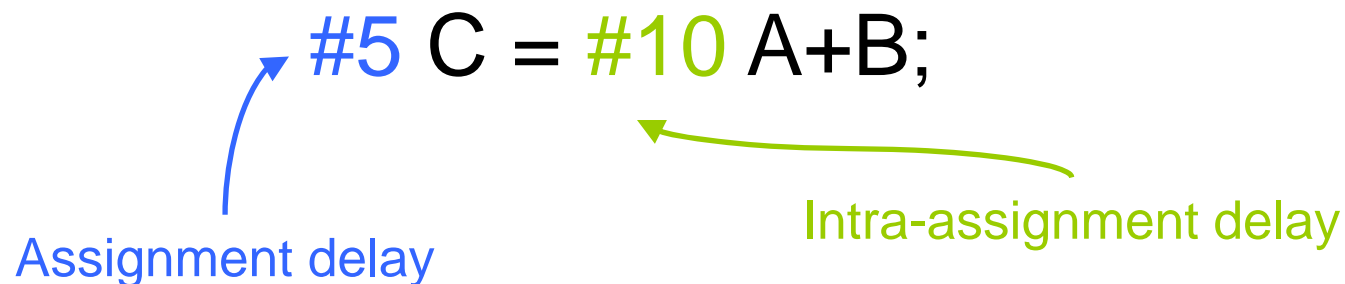 #5 C = #10 A+B;
Intra-assignment delay
Assignment delay